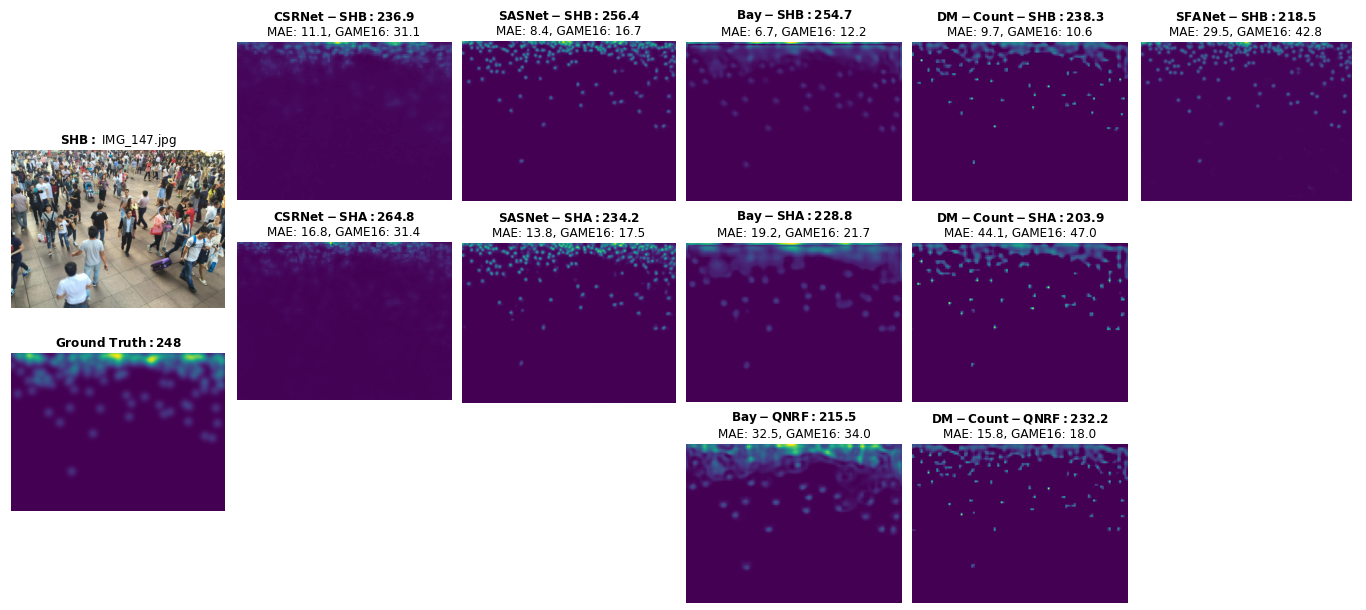 SHB: IMG_147.jpg
Ground Truth: 248
CSRNet-SHB: 236.9
MAE: 11.1, GAME16: 31.1
SASNet-SHB: 256.4
MAE: 8.4, GAME16: 16.7
Bay-SHB: 254.7
MAE: 6.7, GAME16: 12.2
DM-Count-SHB: 238.3
MAE: 9.7, GAME16: 10.6
SFANet-SHB: 218.5
MAE: 29.5, GAME16: 42.8
CSRNet-SHA: 264.8
MAE: 16.8, GAME16: 31.4
SASNet-SHA: 234.2
MAE: 13.8, GAME16: 17.5
Bay-SHA: 228.8
MAE: 19.2, GAME16: 21.7
DM-Count-SHA: 203.9
MAE: 44.1, GAME16: 47.0
Bay-QNRF: 215.5
MAE: 32.5, GAME16: 34.0
DM-Count-QNRF: 232.2
MAE: 15.8, GAME16: 18.0